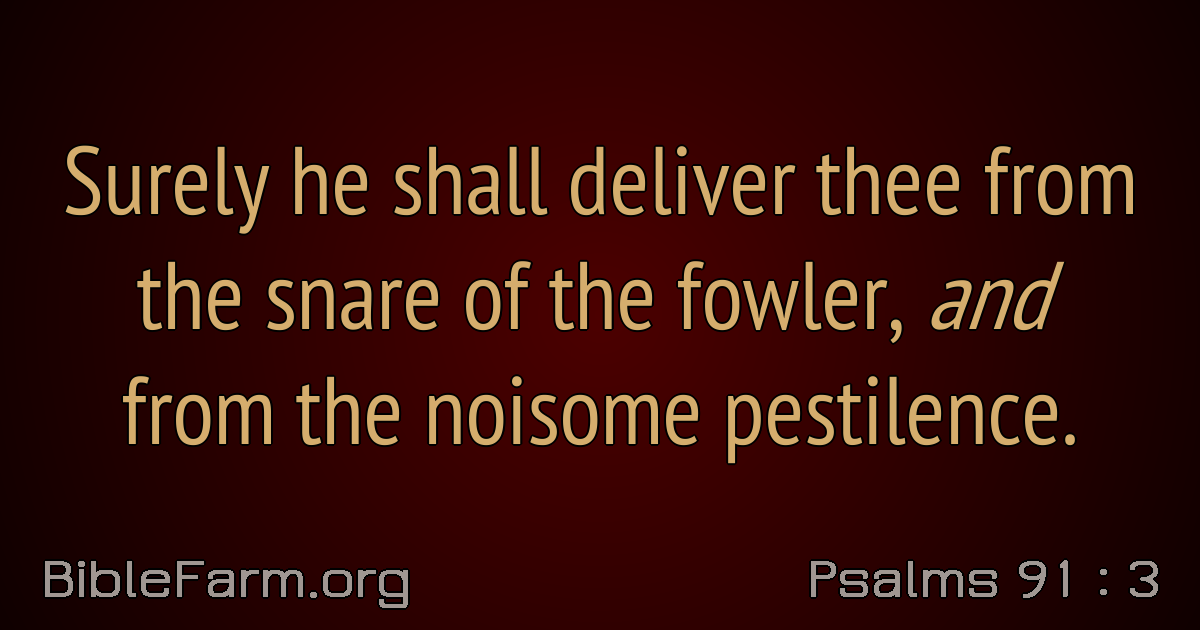 Surely he shall deliver thee from
the snare of the fowler, and
from the noisome pestilence.
BibleFarm.org
Psalms 91 : 3